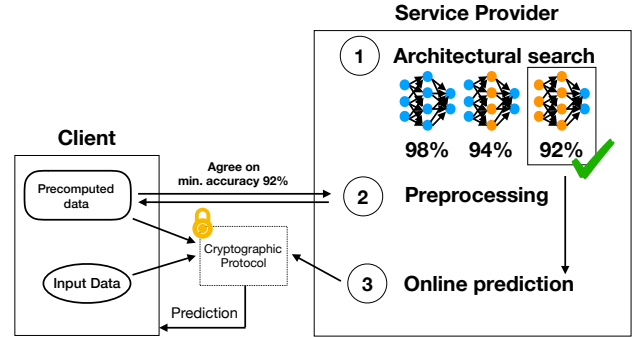 Service Provider
1
Architectural search
98% 94% 92%
Client
Precomputed
data
Agree on
min. accuracy 92%
2
Preprocessing
Cryptographic
Protocol
Input Data
3
Online prediction
Prediction